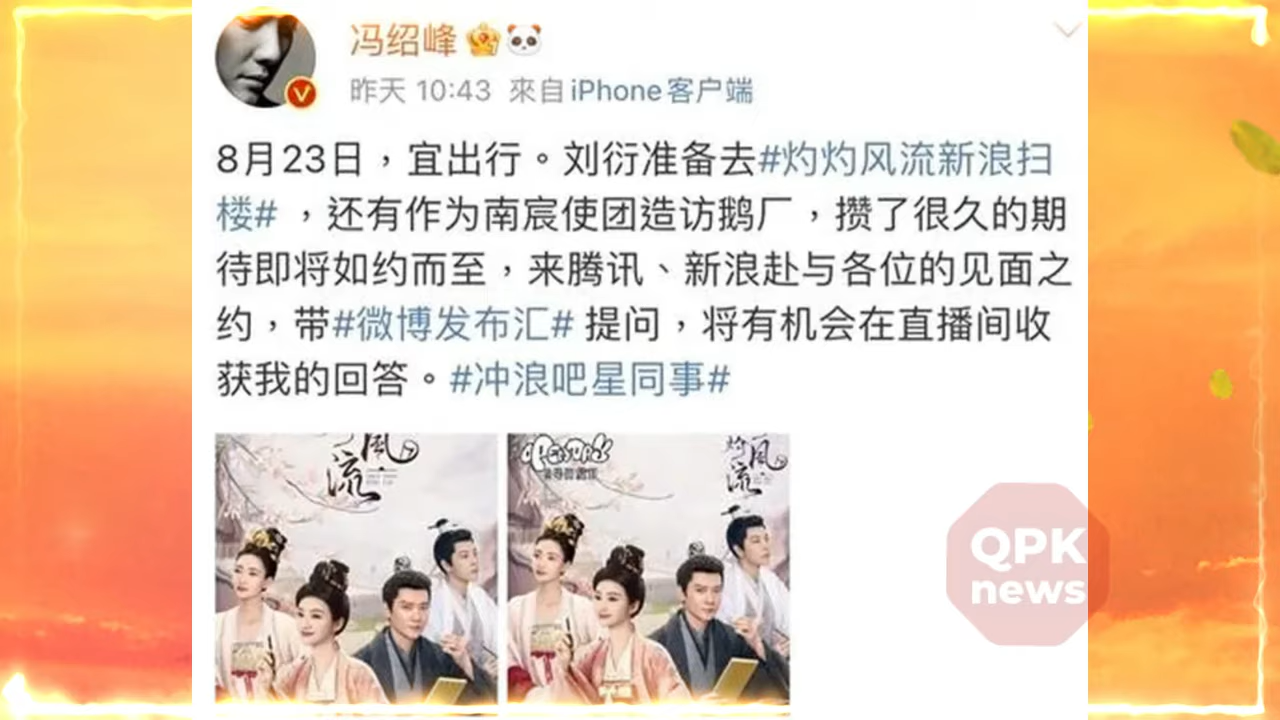 冯绍峰
昨天 10:43 來自 iPhone客户端
8月23日，宜出行。刘衍准备去#灼灼风流新浪扫
楼#，还有作为南宸使团造访鹅厂，攒了很久的期
待即将如约而至，来腾讯、新浪赴与各位的见面之
约，带#微博发布汇# 提问，将有机会在直播间收
获我的回答。#冲浪吧星同事#
風
流
灼
風
流
QPK
news